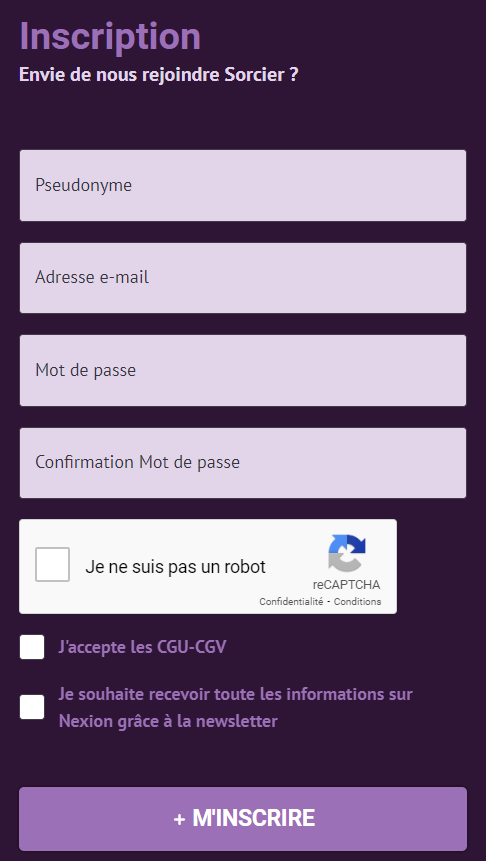 Inscription
Envie de nous rejoindre Sorcier ?
Pseudonyme
Adresse e-mail
Mot de passe
Confirmation Mot de passe
Je ne suis pas un robot
reCAPTCHA
Confidentialité - Conditions
J'accepte les CGU-CGV
Je souhaite recevoir toute les informations sur
Nexion grâce à la newsletter
+ M'INSCRIRE